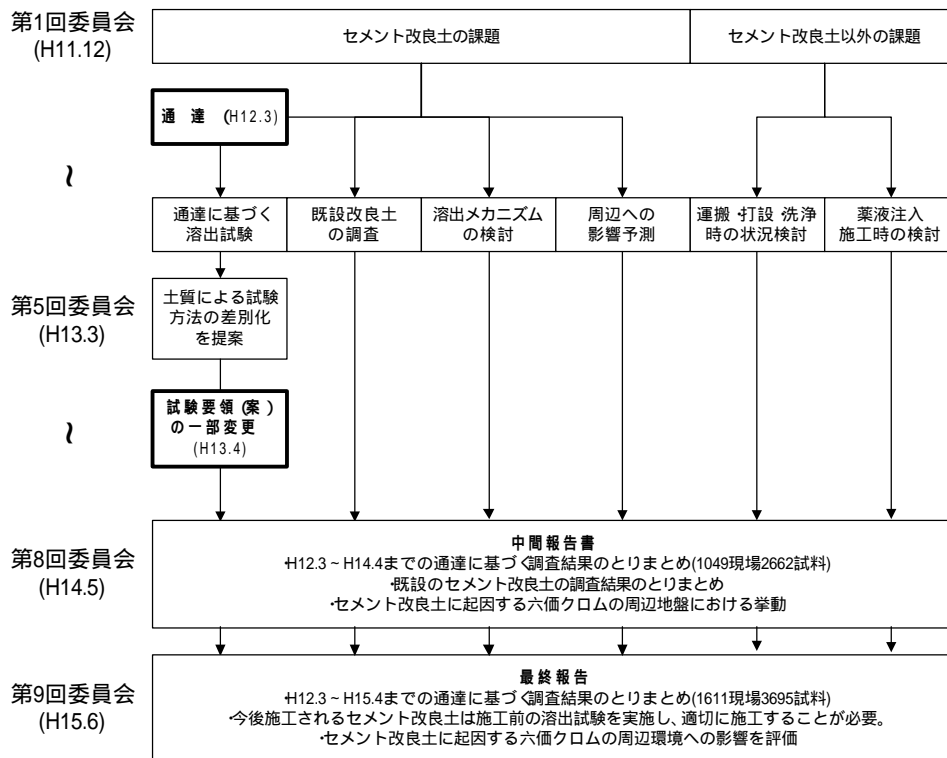 第1回委員会
(H11.12)
セメント改良土の課題
セメント改良土以外の課題
通 達 (H12.3)
~
通達に基づく
溶出試験
既設改良土
の調査
溶出メカニズム
の検討
周辺への
影響予測
運搬・打設・洗浄
時の状況検討
薬液注入
施工時の検討
第5回委員会
(H13.3)
土質による試験
方法の差別化
を提案
~
試験要領(案)
の一部変更
(H13.4)
第8回委員会
(H14.5)
中間報告書
・H12.3~H14.4までの通達に基づく調査結果のとりまとめ(1049現場2662試料)
・既設のセメント改良土の調査結果のとりまとめ
・セメント改良土に起因する六価クロムの周辺地盤における挙動
第9回委員会
(H15.6)
最終報告
・H12.3~H15.4までの通達に基づく調査結果のとりまとめ(1611現場3695試料)
・今後施工されるセメント改良土は施工前の溶出試験を実施し、適切に施工することが必要。
・セメント改良土に起因する六価クロムの周辺環境への影響を評価